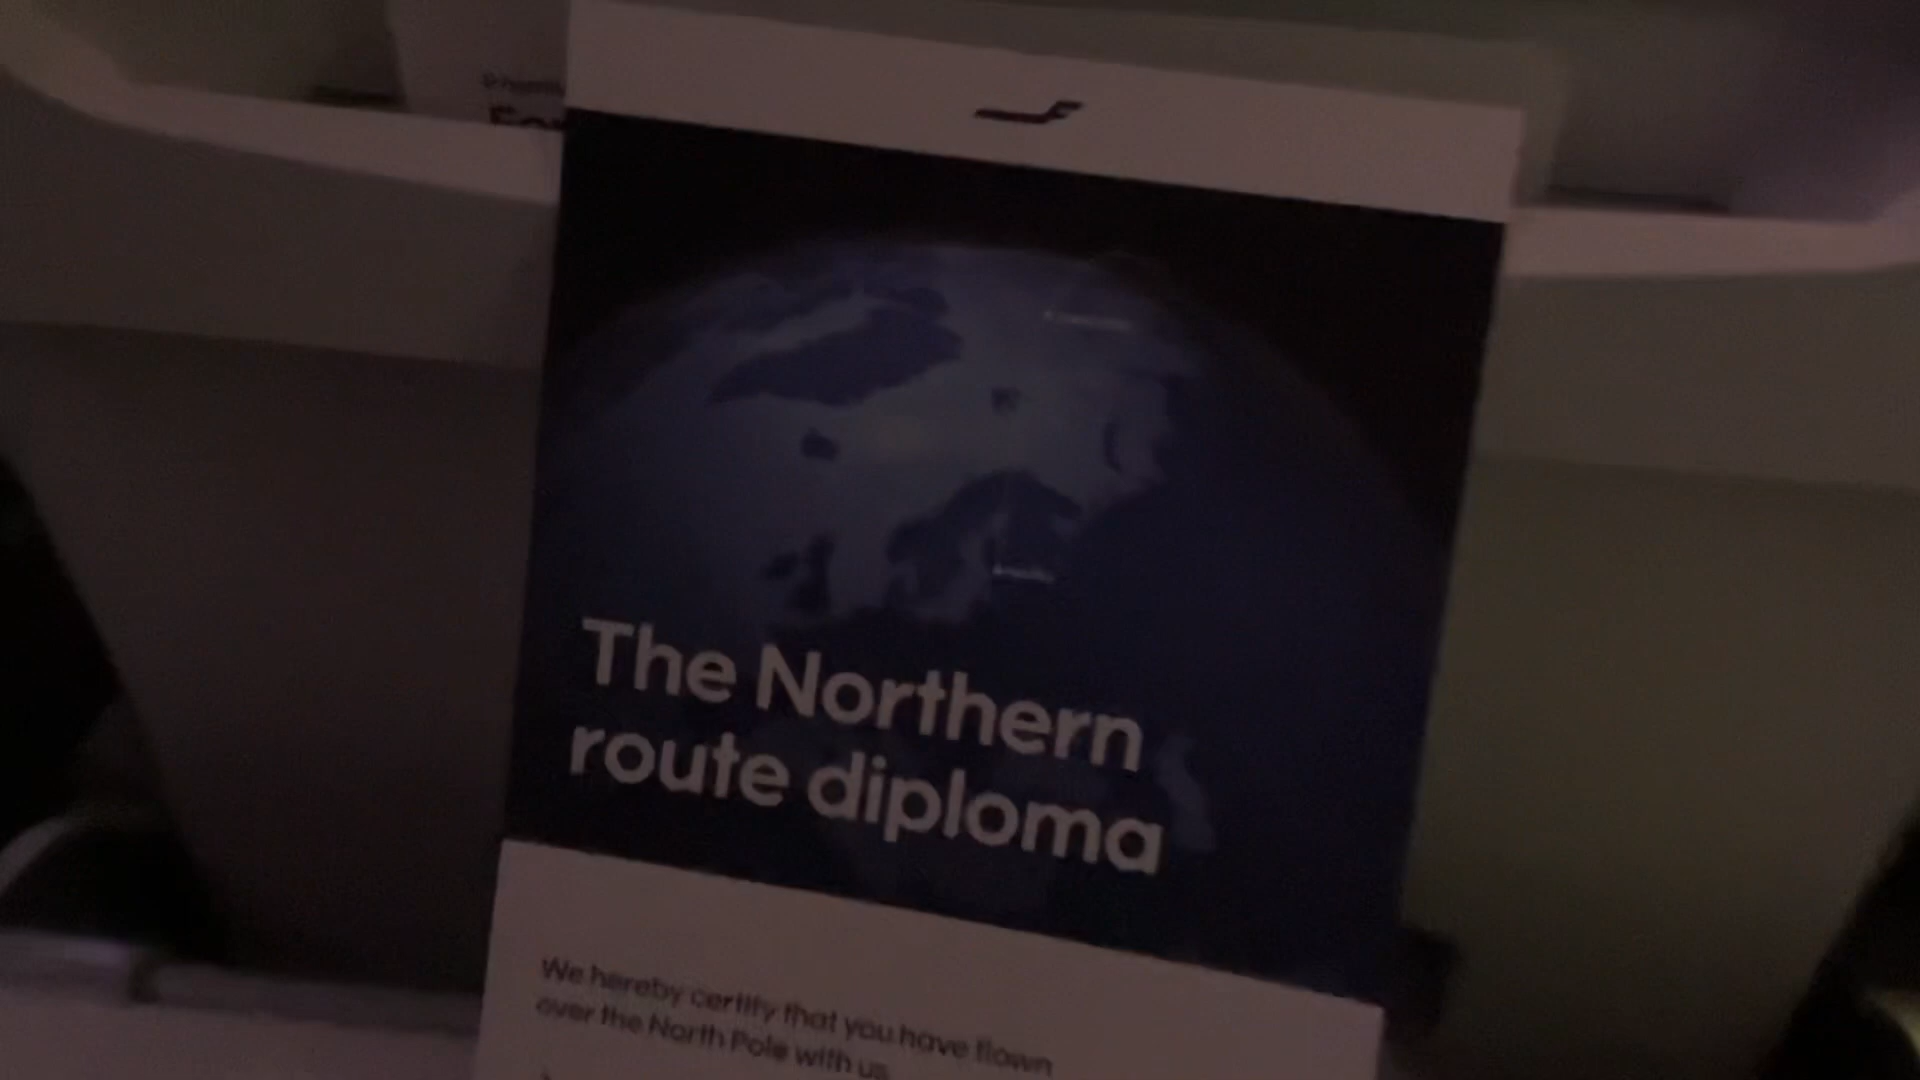 The Northern
route diploma
We hereby certify that you have flown
over the North Pole with us